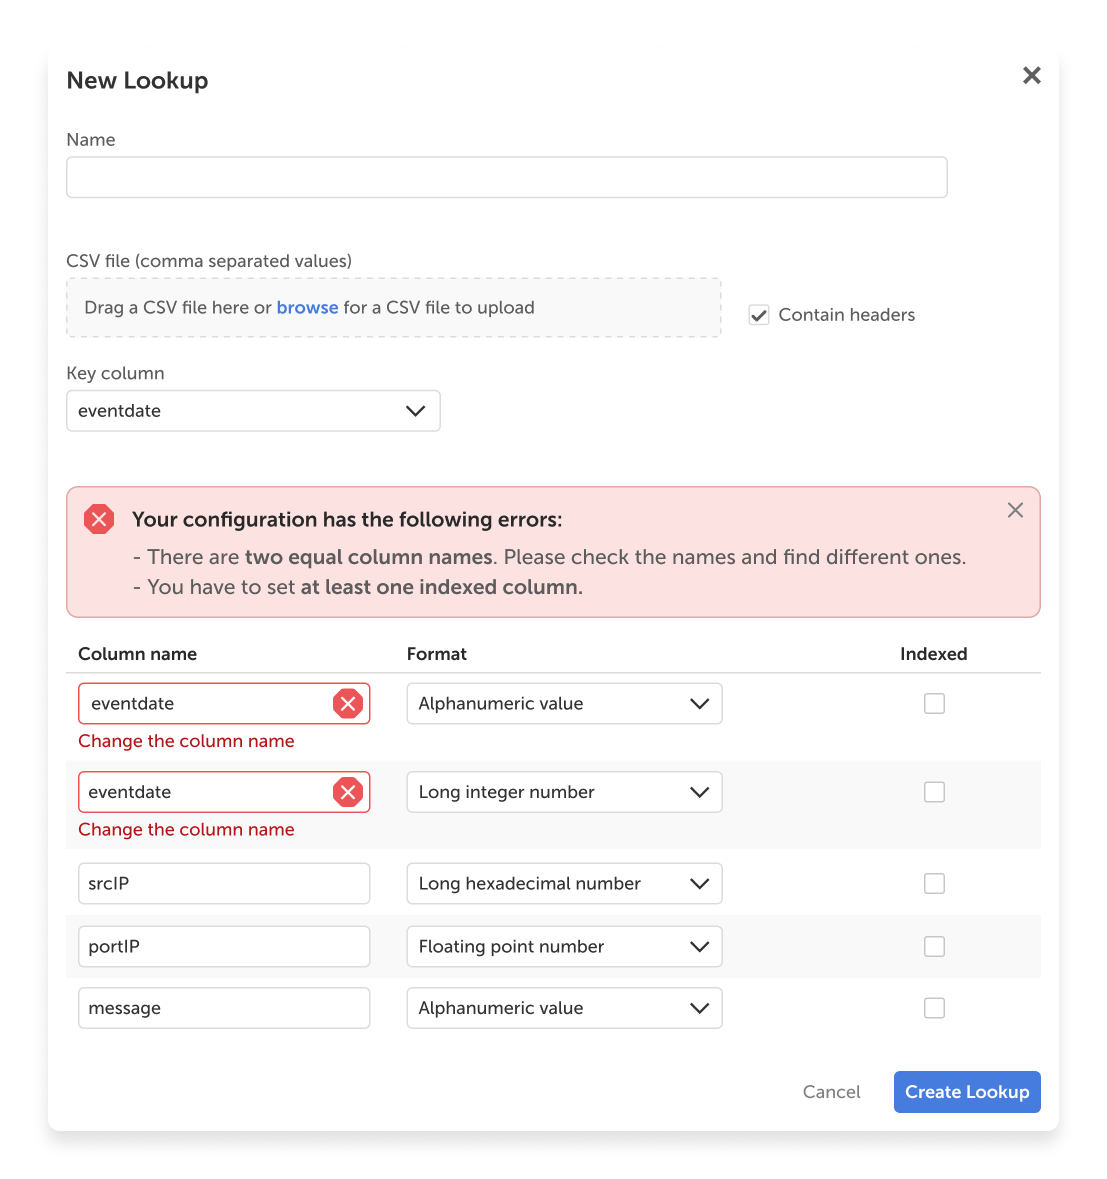 New Lookup
Name
CSV file (comma separated values)
Drag a CSV file here or browse for a CSV file to upload
Contain headers
Key column
eventdate
Your configuration has the following errors:
- There are two equal column names. Please check the names and find different ones.
- You have to set at least one indexed column.
Column name Format Indexed
eventdate Alphanumeric value
Change the column name
eventdate Long integer number
Change the column name
srcIP Long hexadecimal number
portIP Floating point number
message Alphanumeric value
Cancel Create Lookup